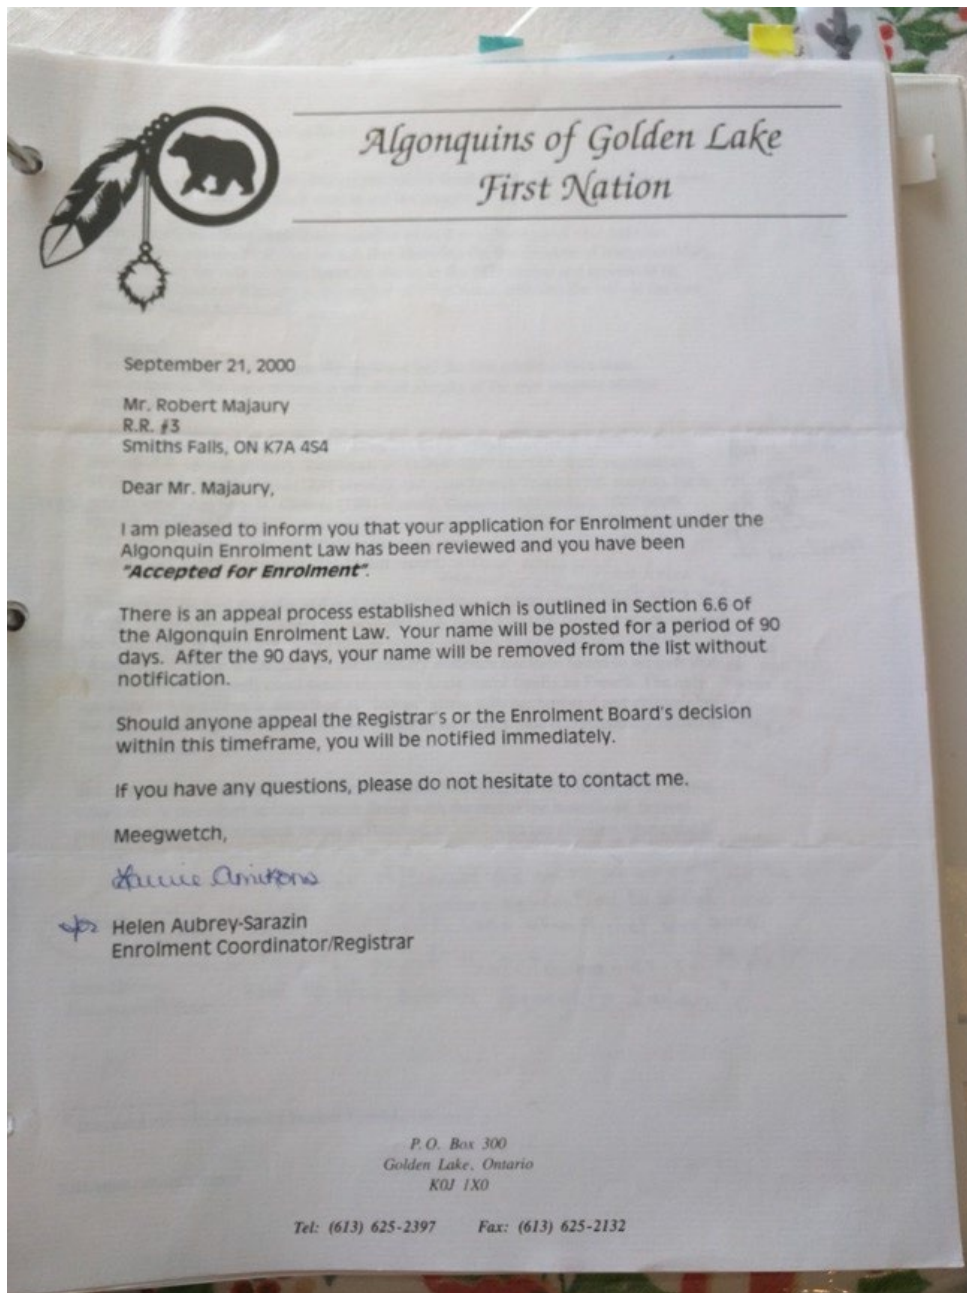 Algonquins of Golden Lake
First Nation
September 21, 2000
Mr. Robert Majaury
R.R. #3
Smiths Falls, ON K7A 4S4
Dear Mr. Majaury,
I am pleased to inform you that your application for Enrolment under the
Algonquin Enrolment Law has been reviewed and you have been
"Accepted for Enrolment".
There is an appeal process established which is outlined in Section 6.6 of
the Algonquin Enrolment Law. Your name will be posted for a period of 90
days. After the 90 days, your name will be removed from the list without
notification.
Should anyone appeal the Registrar's or the Enrolment Board's decision
within this timeframe, you will be notified immediately.
If you have any questions, please do not hesitate to contact me.
Meegwetch,
Helen Aubrey-Sarazin
Enrolment Coordinator/Registrar
P.O. Box 300
Golden Lake, Ontario
K0J 1X0
Tel: (613) 625-2397 Fax: (613) 625-2132